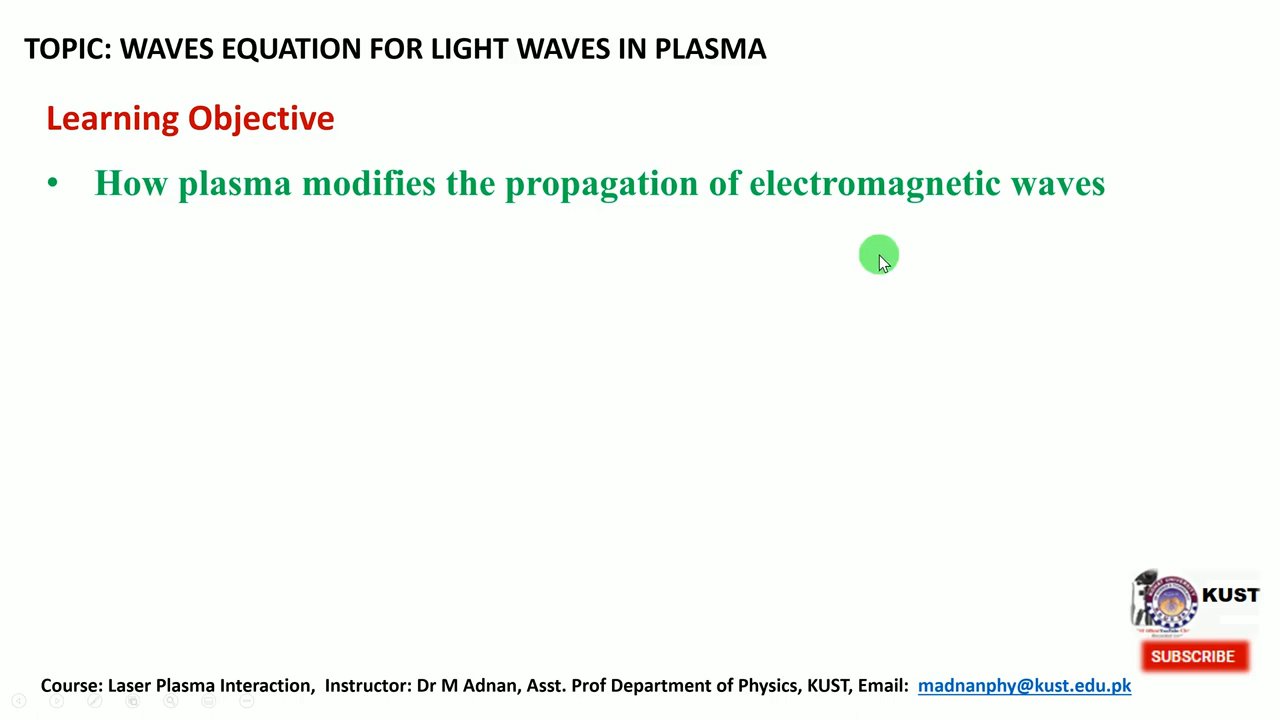 TOPIC: WAVES EQUATION FOR LIGHT WAVES IN PLASMA
Learning Objective
• How plasma modifies the propagation of electromagnetic waves
KUST
SUBSCRIBE
Course: Laser Plasma Interaction, Instructor: Dr M Adnan, Asst. Prof Department of Physics, KUST, Email: madnanphy@kust.edu.pk